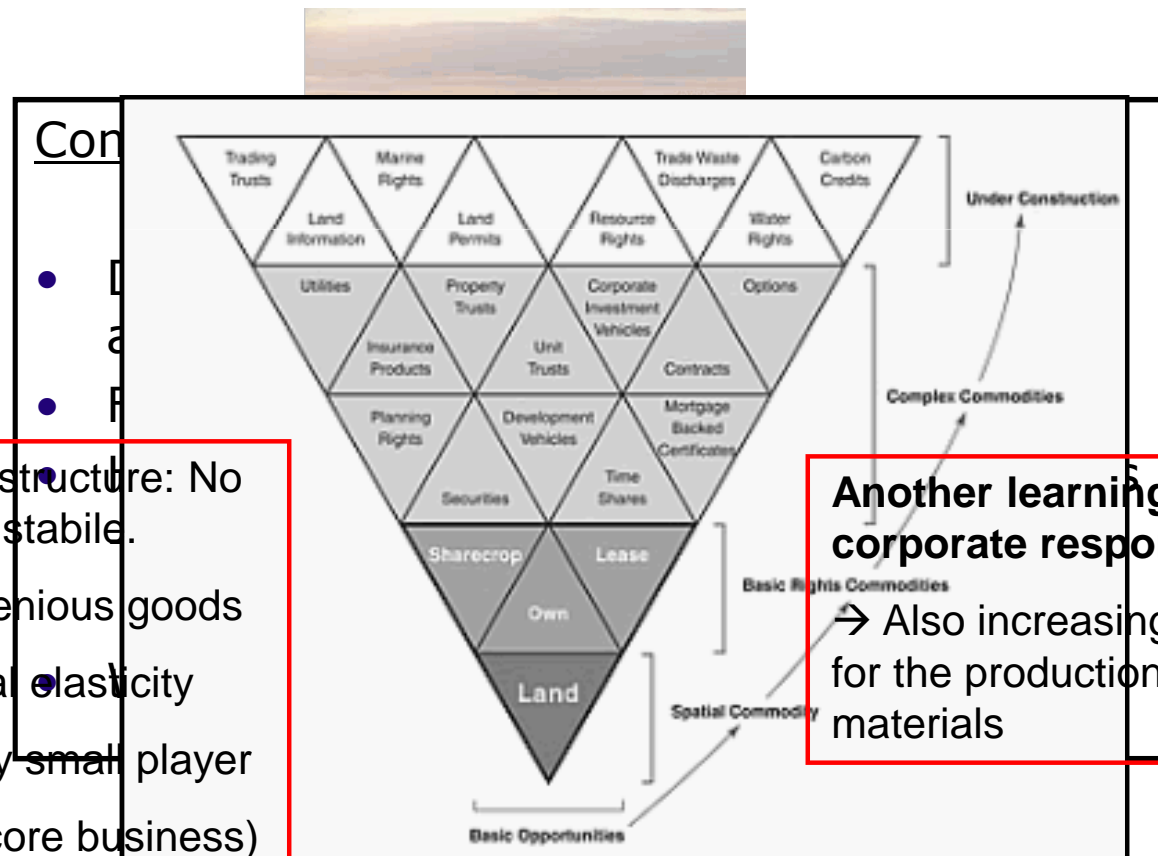 Con
Trading
Trusts
Marine
Rights
Trade Waste
Discharges
Carbon
Credits
Land
Information
Land
Permits
Resource
Rights
Water
Rights
Under Construction
Utilities
Property
Trusts
Corporate
Investment
Vehicles
Options
Insurance
Products
Unit
Trusts
Contracts
Complex Commodities
Planning
Rights
Development
Vehicles
Mortgage
Backed
Certificates
Securities
Time
Shares
structure: No
stabile.
enious goods
elasticity
small player
core business)
Sharecrop
Lease
Own
Basic Rights Commodities
Land
Spatial Commodity
Basic Opportunities
Another learning
corporate respo
→ Also increasing
for the production
materials